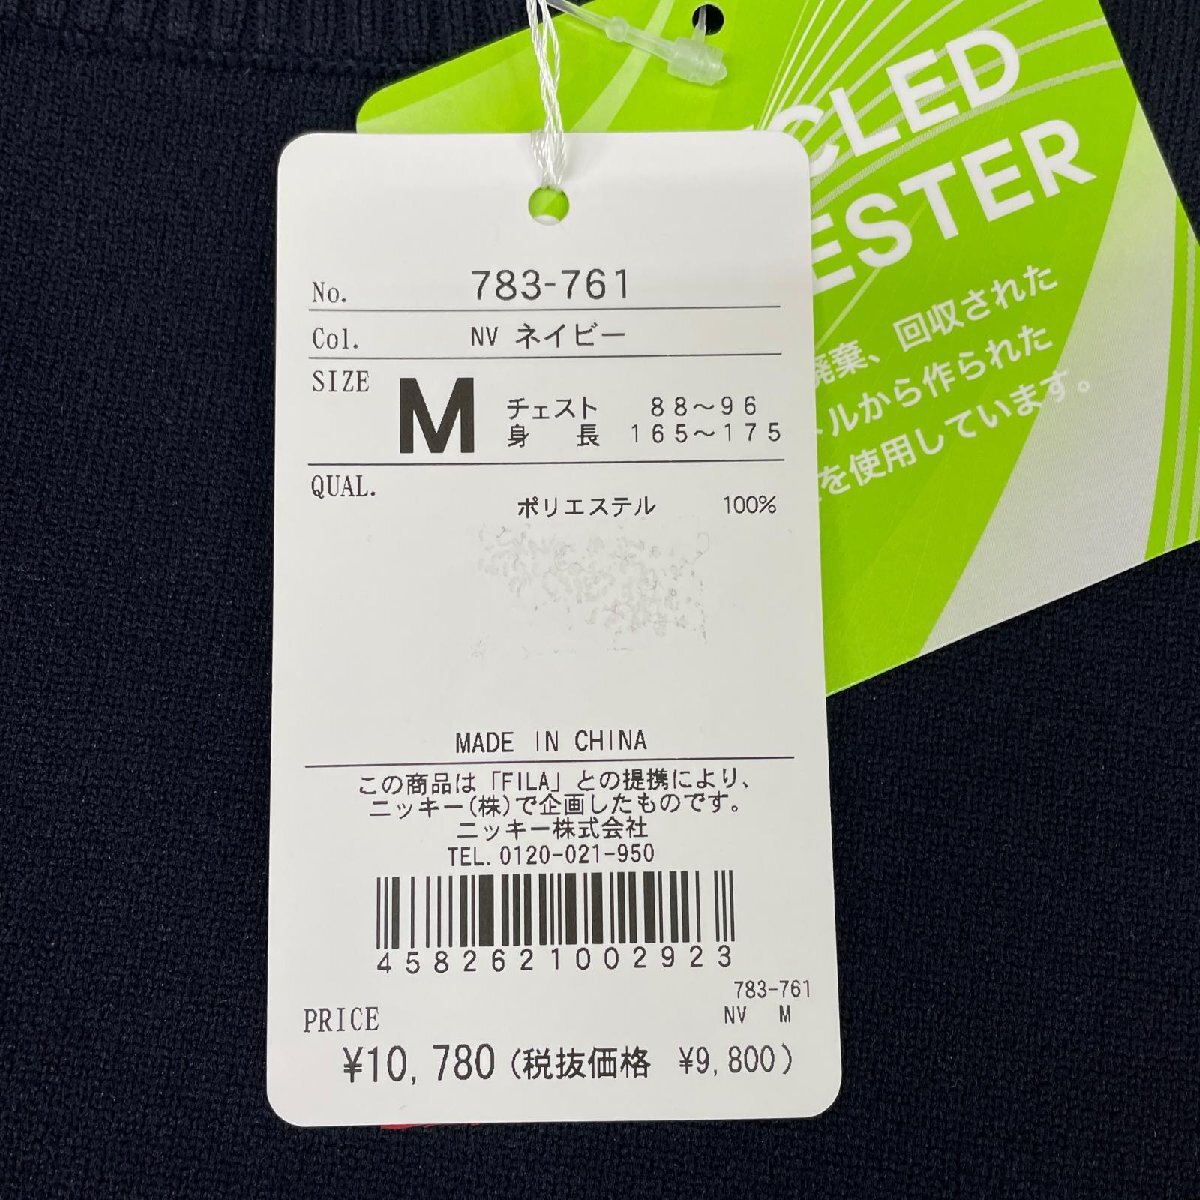 CLED
ESTER
廃棄、回収された
トルから作られた
を使用しています。
No. 783-761
Col. NV ネイビー
SIZE M チェスト 88～96
身長 165～175
QUAL.
ポリエステル 100%
MADE IN CHINA
この商品は「FILA」との提携により、
ニッキー(株)で企画したものです。
ニッキー株式会社
TEL. 0120-021-950
4582621002923
783-761
NV M
PRICE
¥10,780 (税抜価格 ¥9,800)